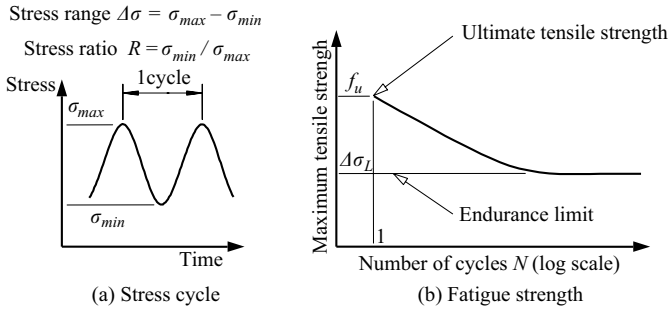 Stress range Δσ = σmax – σmin
Stress ratio R = σmin / σmax
Stress
1cycle
σmax
σmin
Time
(a) Stress cycle
Maximum tensile strengh
Ultimate tensile strength
fu
ΔσL
Endurance limit
1
Number of cycles N (log scale)
(b) Fatigue strength